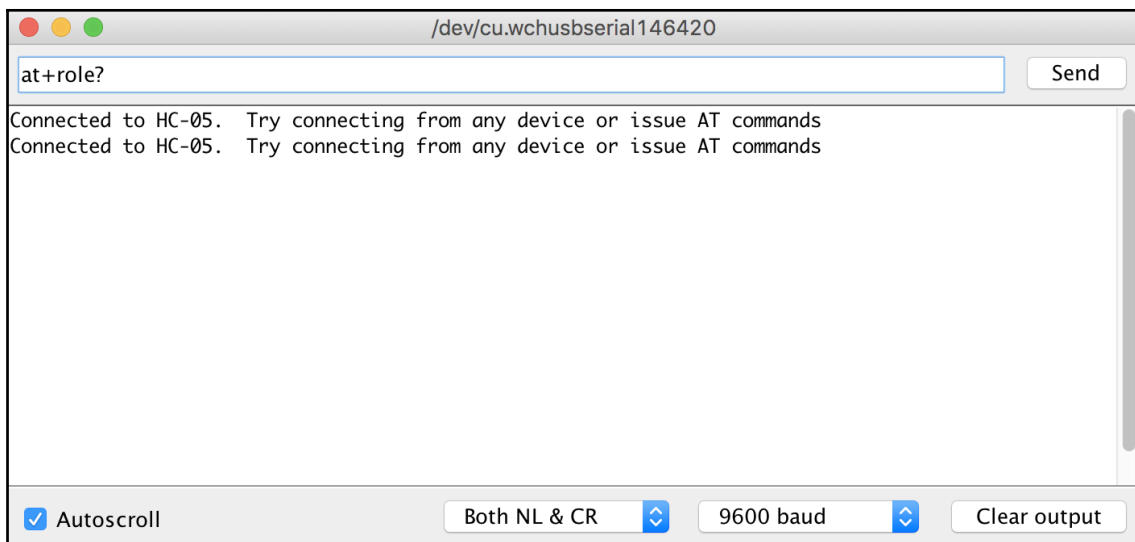 /dev/cu.wchusbserial146420
at+role?
Send
Connected to HC-05.  Try connecting from any device or issue AT commands
Connected to HC-05.  Try connecting from any device or issue AT commands
Autoscroll
Both NL & CR
9600 baud
Clear output